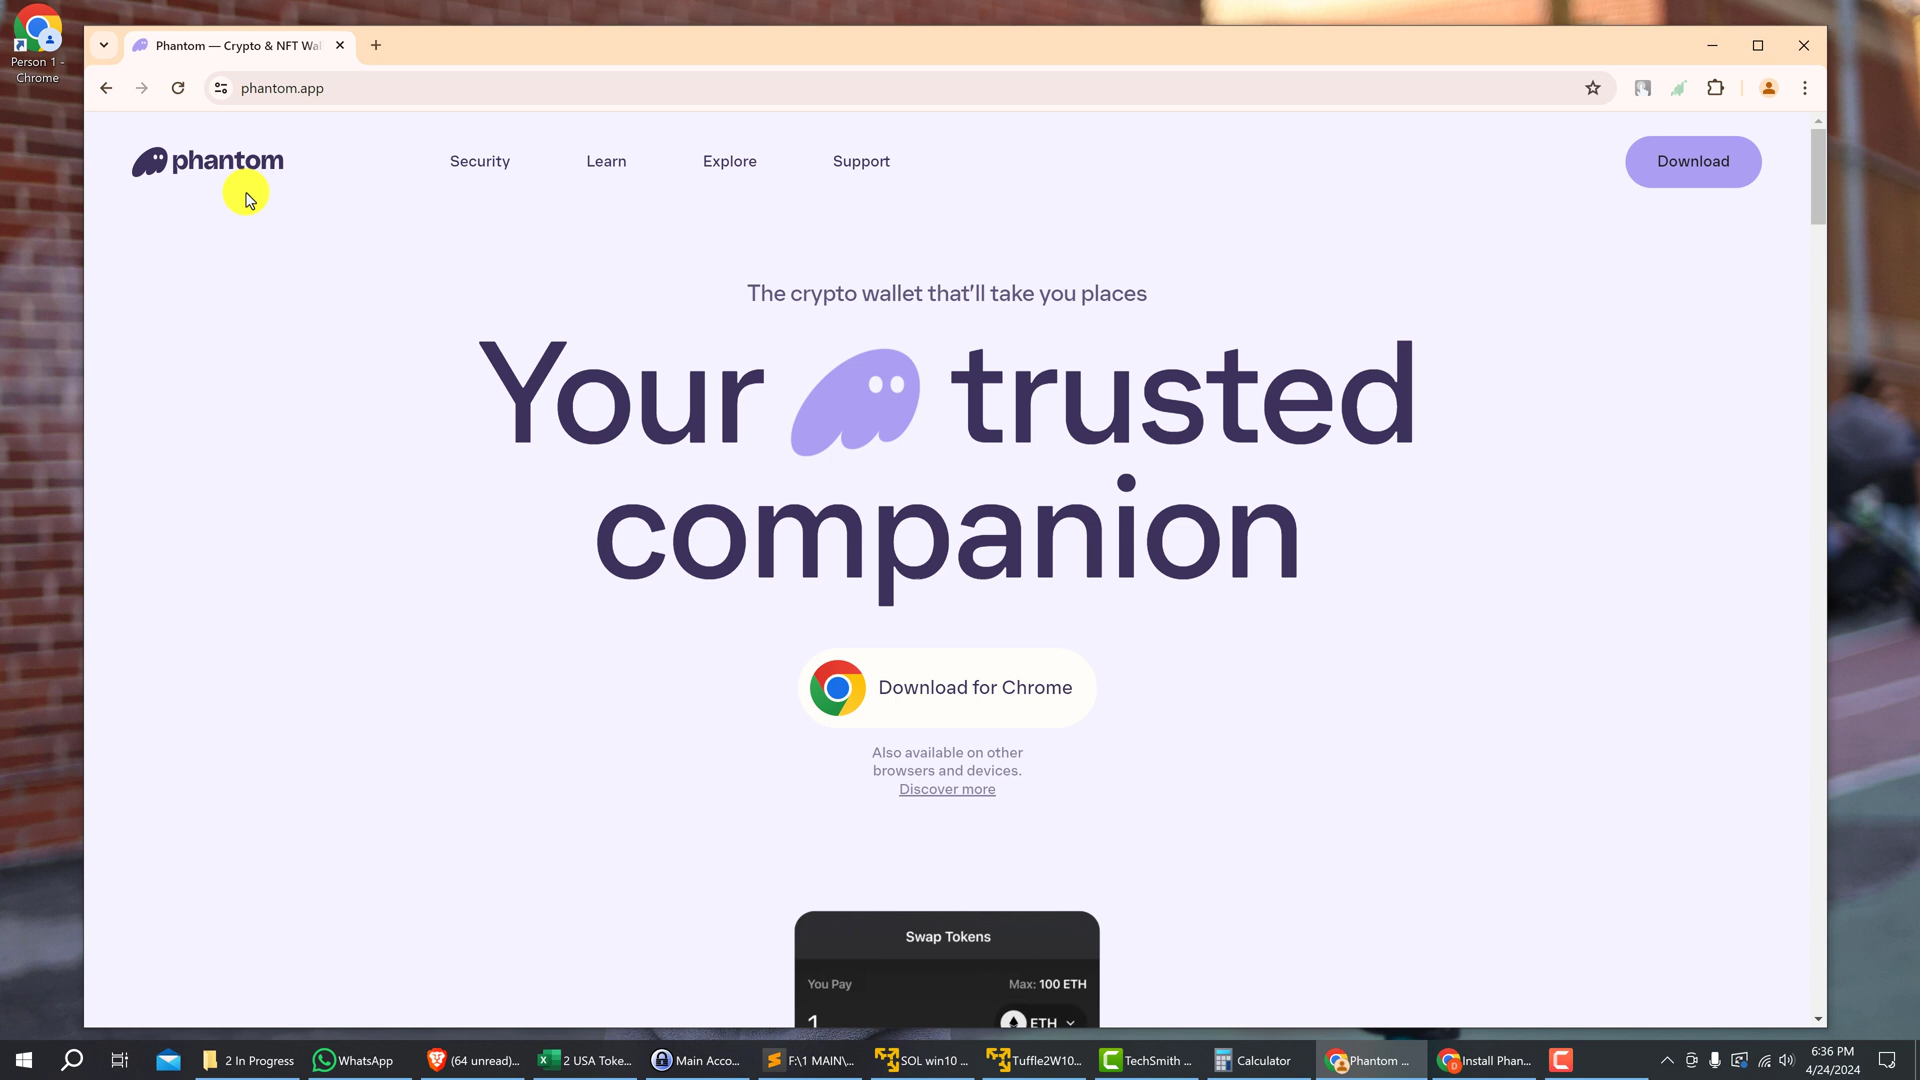 Person 1 -
Chrome
Phantom — Crypto & NFT Wal
phantom.app
phantom
Security
Learn
Explore
Support
Download
The crypto wallet that'll take you places
Your trusted
companion
Download for Chrome
Also available on other
browsers and devices.
Discover more
Swap Tokens
You Pay
Max: 100 ETH
1
ETH
2 In Progress
WhatsApp
(64 unread)...
2 USA Toke...
Main Acco...
F:\1 MAIN\...
SOL win10 ...
Tuffle2W10...
TechSmith ...
Calculator
Phantom ...
Install Phan...
6:36 PM
4/24/2024